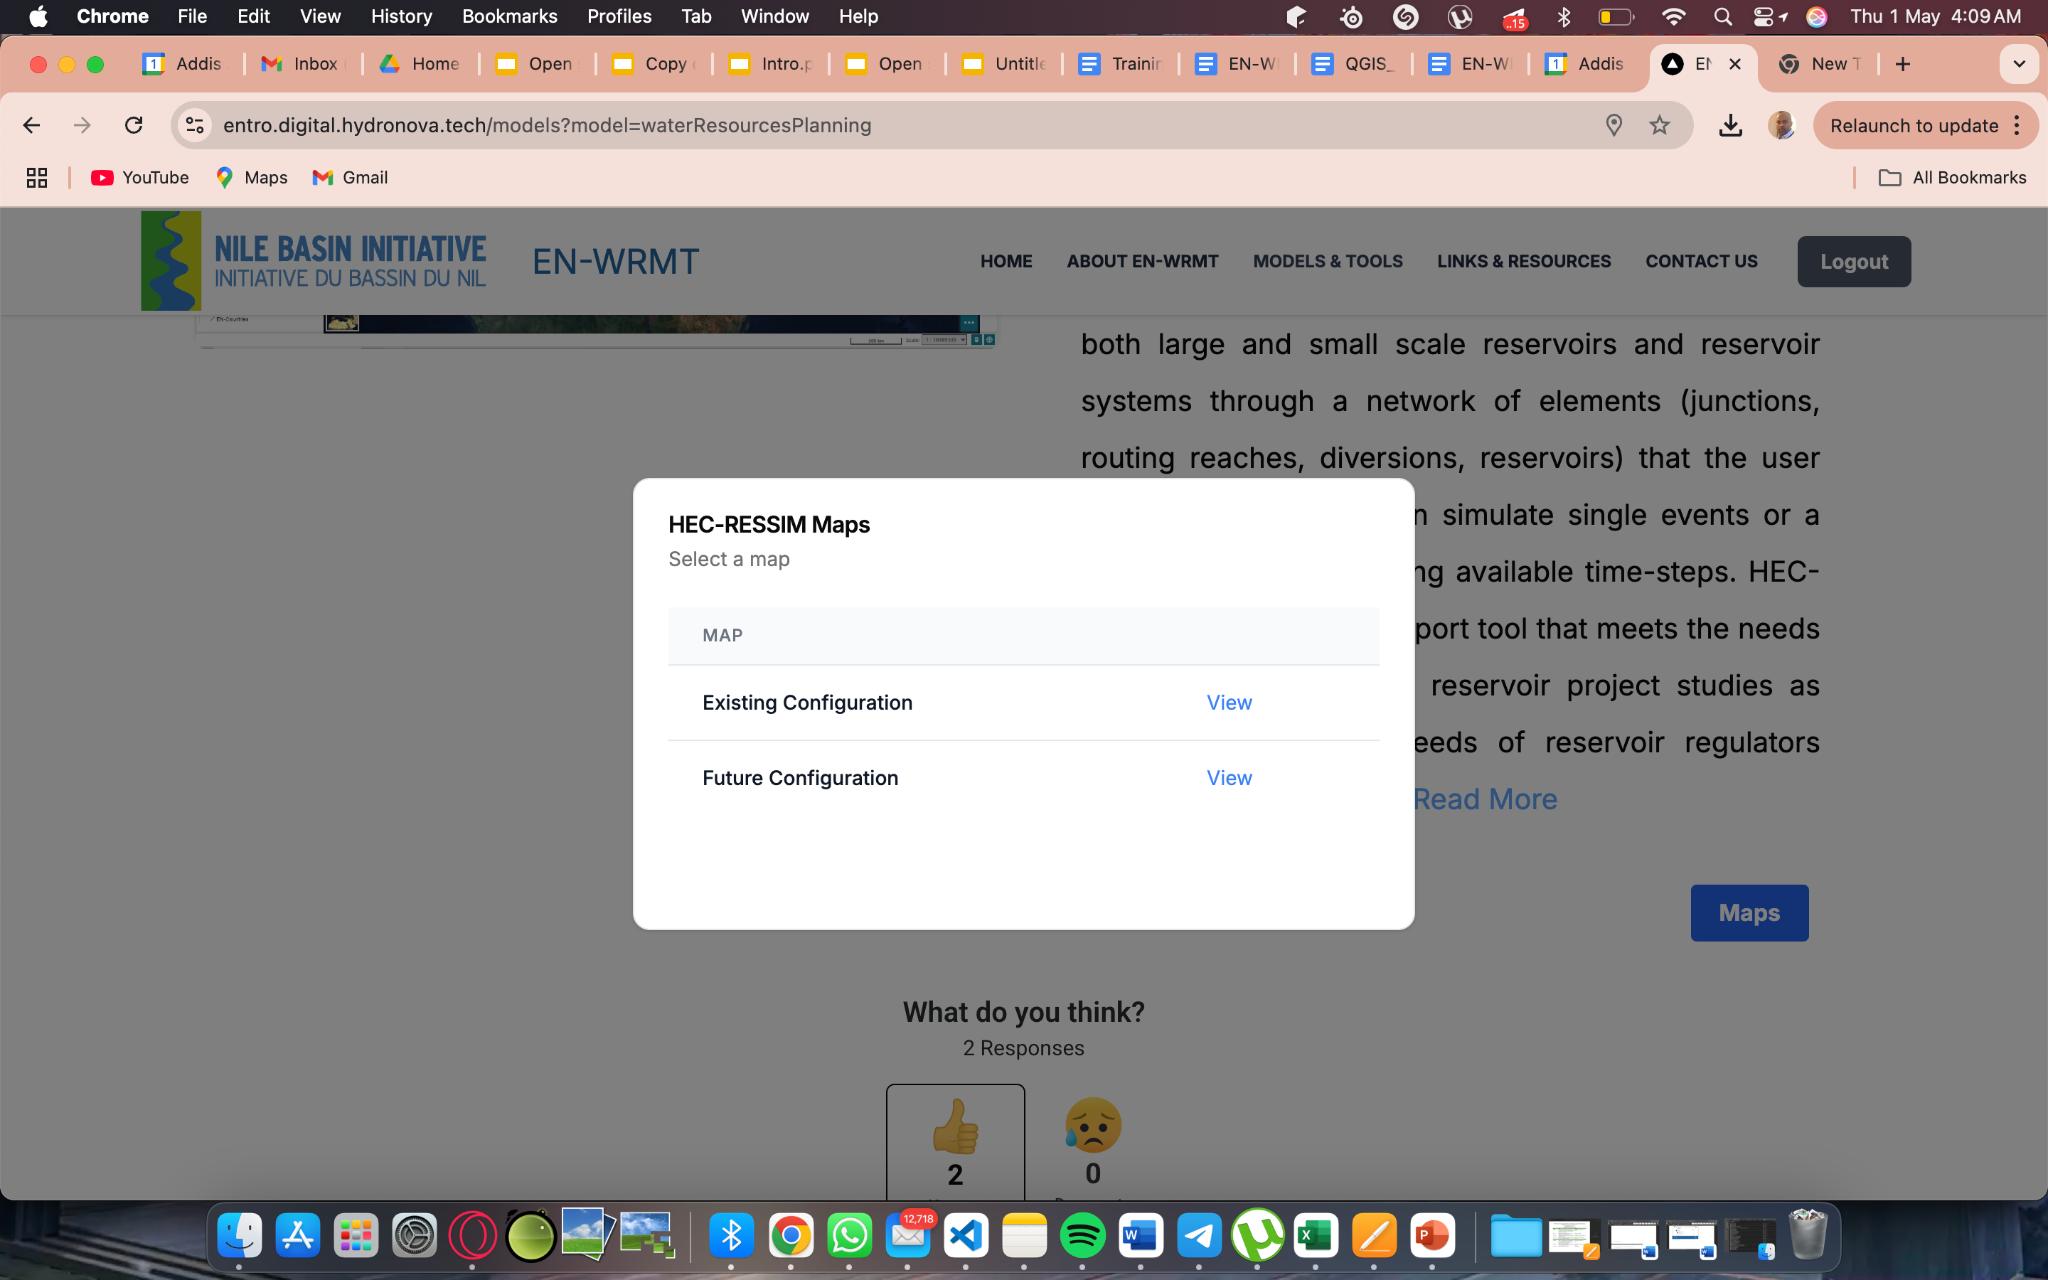 Chrome File Edit View History Bookmarks Profiles Tab Window Help
..15
Thu 1 May 4:09 AM
1 Addis
Inbox
Home
Open
Copy
Intro.p
Open
Untitle
Trainin
EN-W
QGIS_
EN-W
1 Addis
EN
New T
entro.digital.hydronova.tech/models?model=waterResourcesPlanning
Relaunch to update
YouTube Maps Gmail
All Bookmarks
NILE BASIN INITIATIVE
INITIATIVE DU BASSIN DU NIL
EN-WRMT
HOME ABOUT EN-WRMT MODELS & TOOLS LINKS & RESOURCES CONTACT US Logout
EN-Countries
Scale:
both large and small scale reservoirs and reservoir
systems through a network of elements (junctions,
routing reaches, diversions, reservoirs) that the user
n simulate single events or a
ng available time-steps. HEC-
port tool that meets the needs
reservoir project studies as
eeds of reservoir regulators
Read More
HEC-RESSIM Maps
Select a map
MAP
Existing Configuration View
Future Configuration View
Maps
What do you think?
2 Responses
2
0
12,718
W
X
P